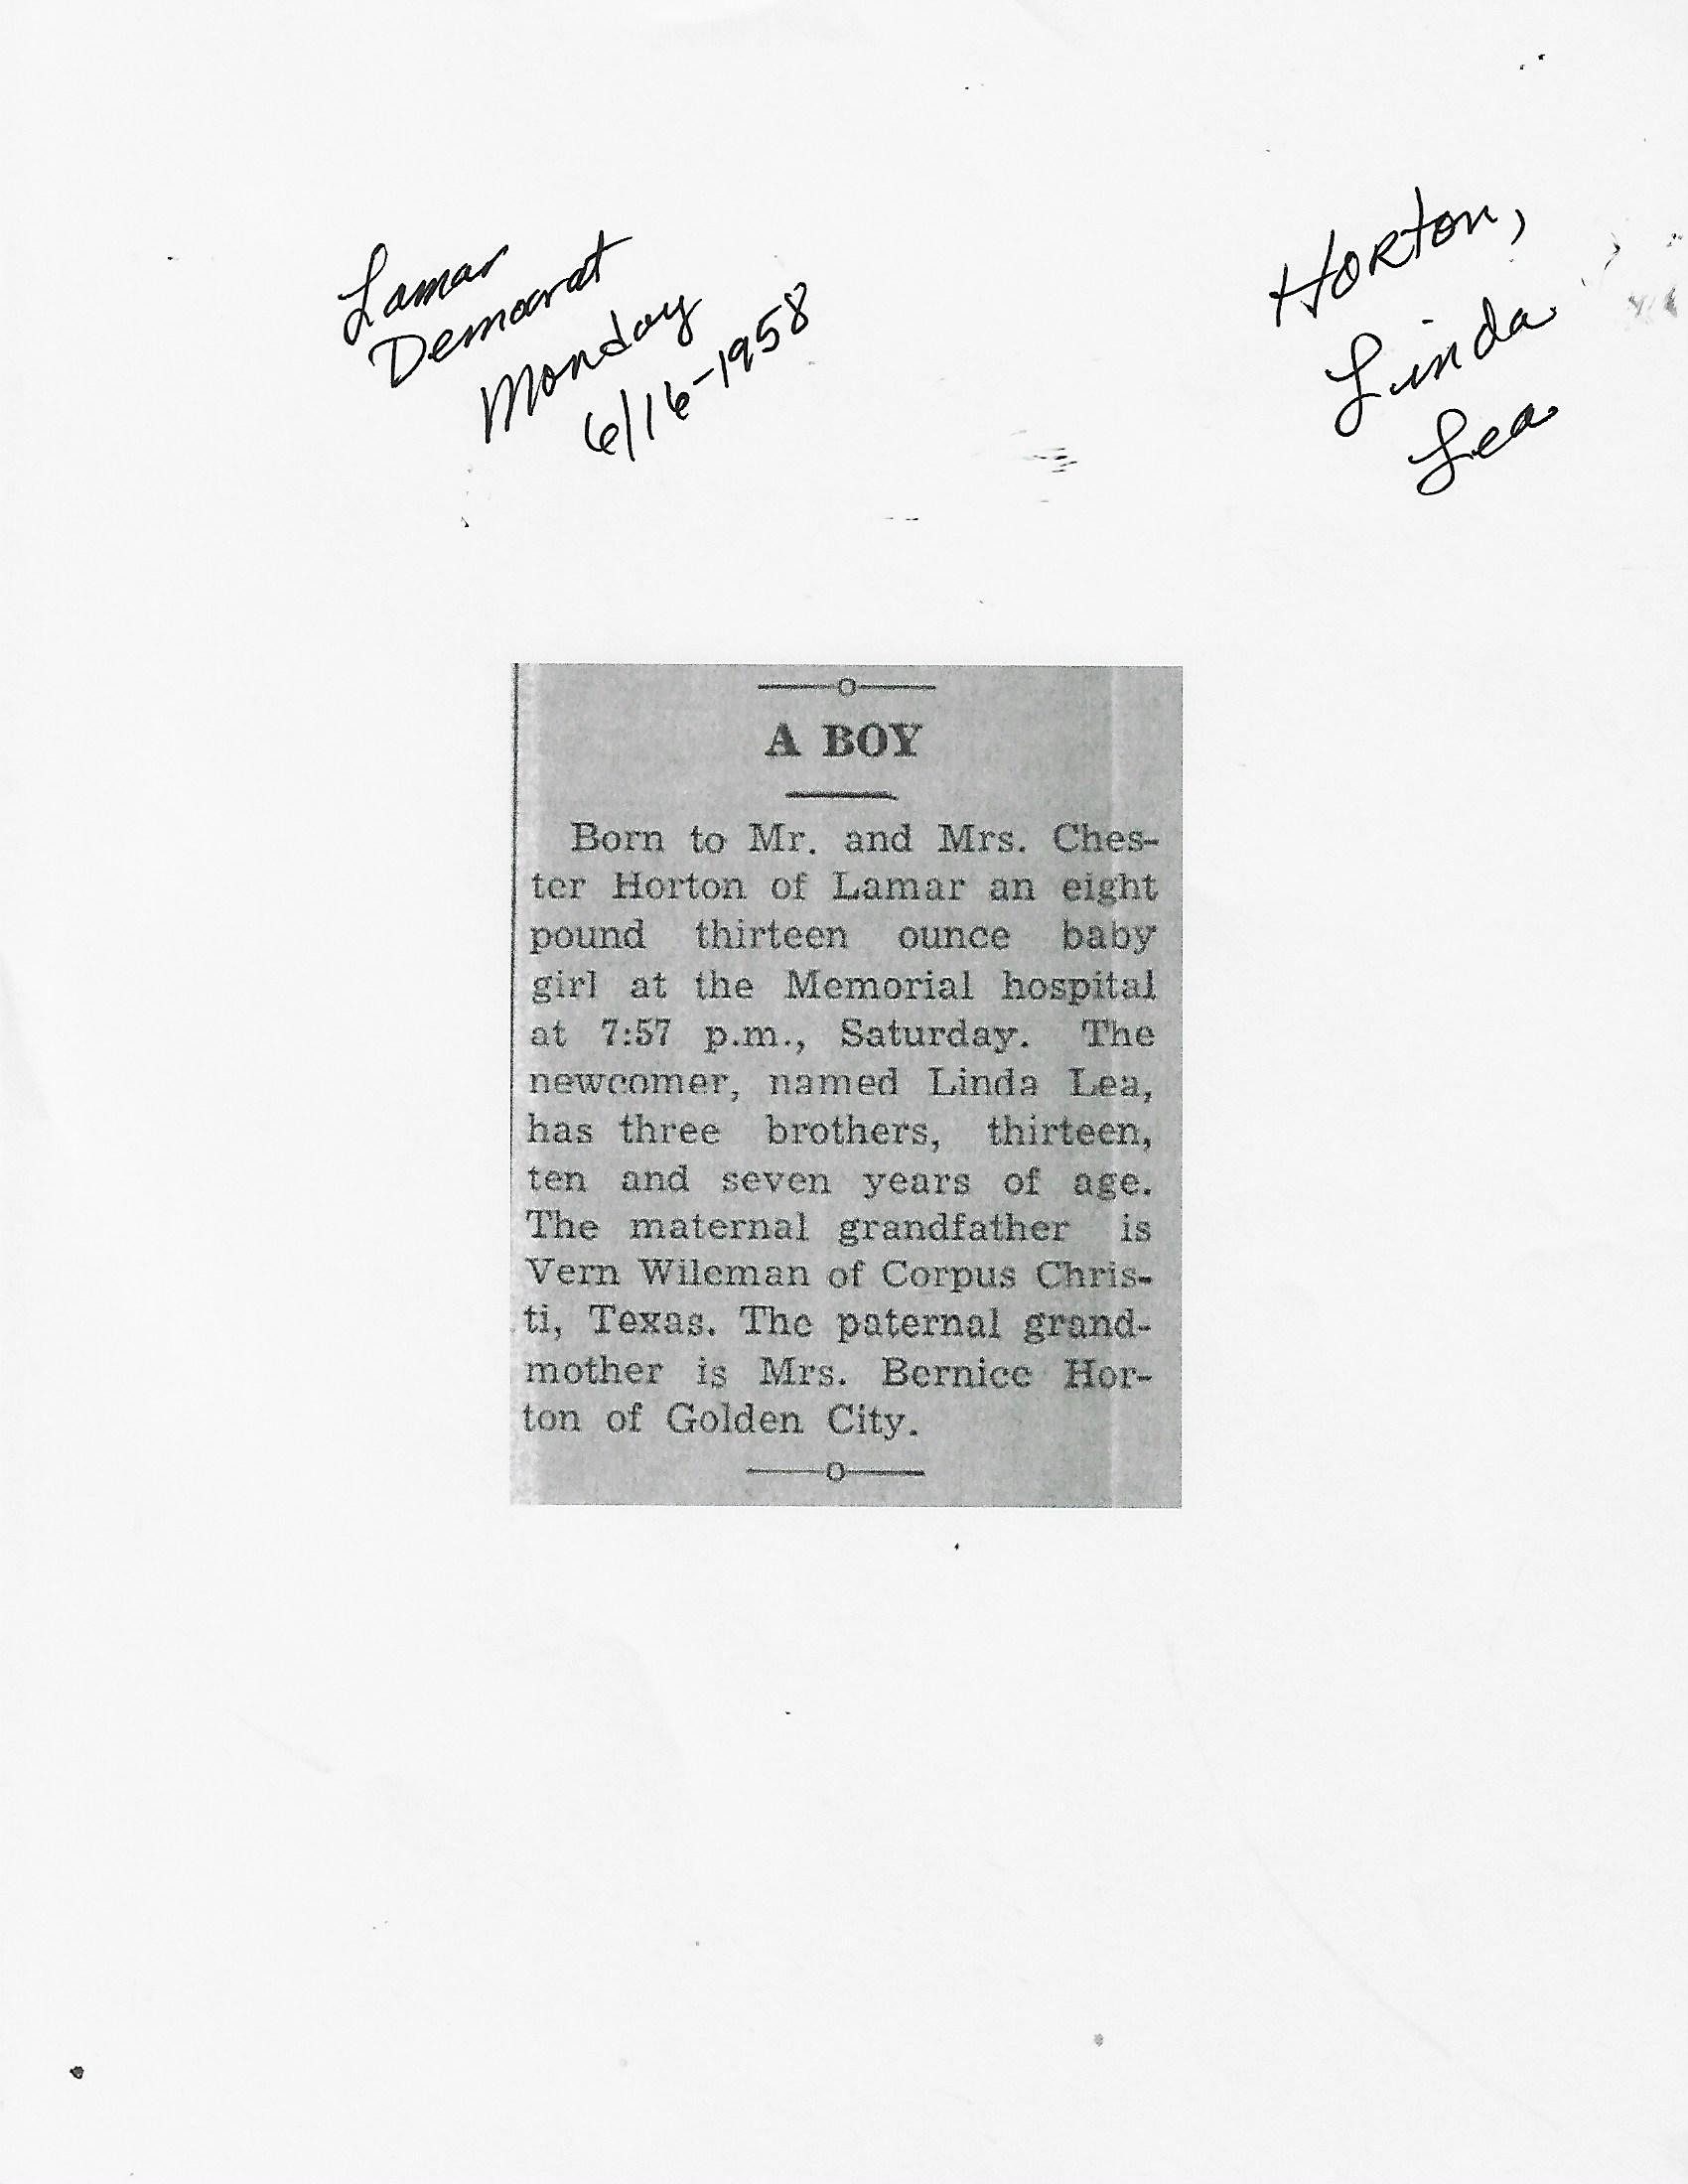 Lamar
Democrat
Monday
6/16-1958
Horton,
Linda
Lea
A BOY
Born to Mr. and Mrs. Ches-
ter Horton of Lamar an eight
pound thirteen ounce baby
girl at the Memorial hospital
at 7:57 p.m., Saturday. The
newcomer, named Linda Lea,
has three brothers, thirteen,
ten and seven years of age.
The maternal grandfather is
Vern Wileman of Corpus Chris-
ti, Texas. The paternal grand-
mother is Mrs. Bernice Hor-
ton of Golden City.